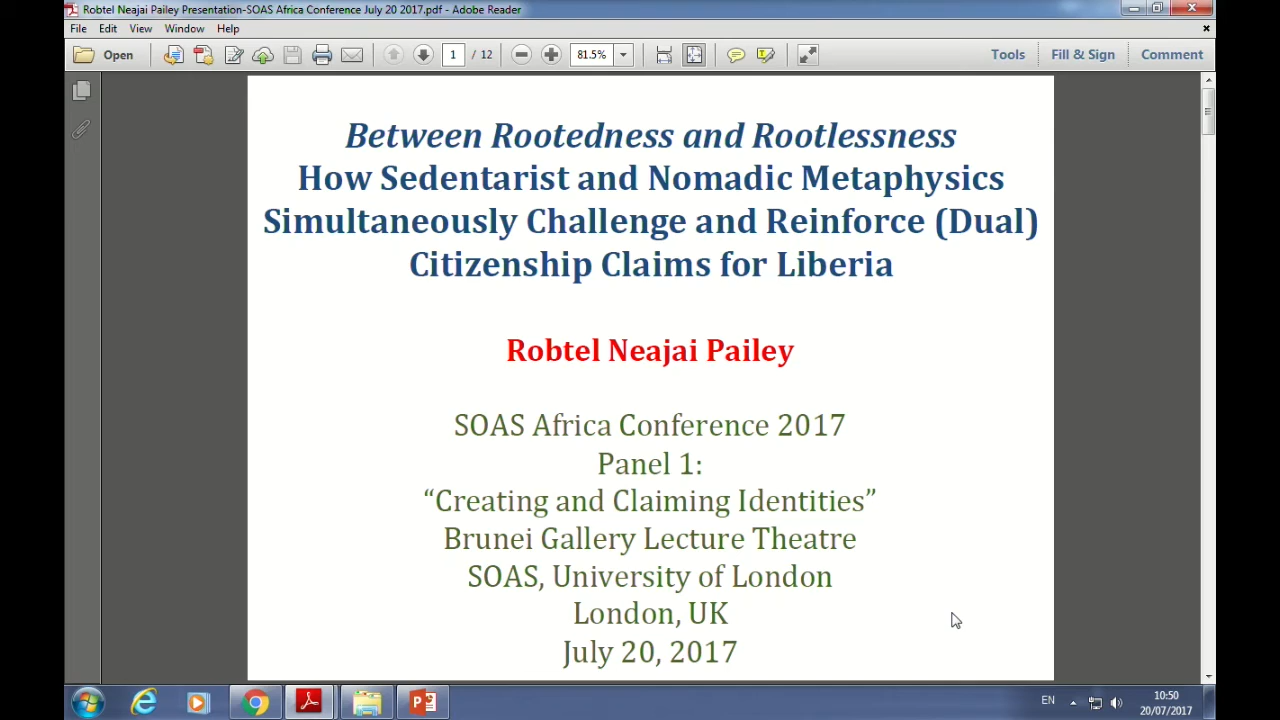 Robtel Neajai Pailey Presentation-SOAS Africa Conference July 20 2017.pdf - Adobe Reader
File Edit View Window Help
Open 1 / 12 81.5% Tools Fill & Sign Comment
Between Rootedness and Rootlessness
How Sedentarist and Nomadic Metaphysics
Simultaneously Challenge and Reinforce (Dual)
Citizenship Claims for Liberia
Robtel Neajai Pailey
SOAS Africa Conference 2017
Panel 1:
“Creating and Claiming Identities”
Brunei Gallery Lecture Theatre
SOAS, University of London
London, UK
July 20, 2017
EN 10:50
20/07/2017